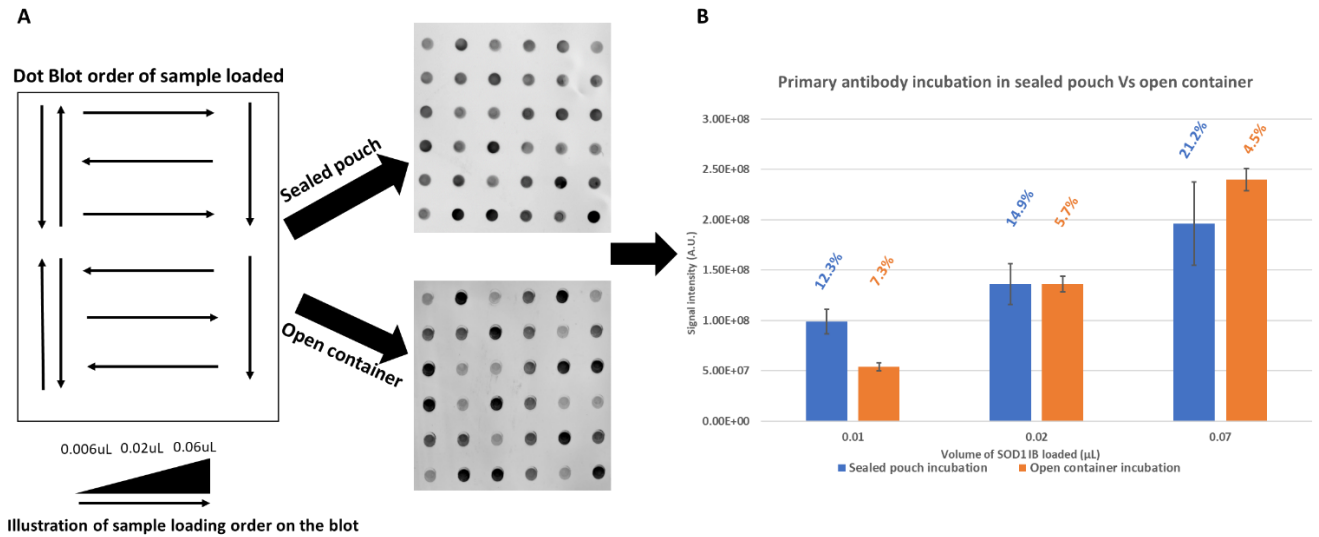 A
Dot Blot order of sample loaded
Sealed pouch
Open container
0.006uL 0.02uL 0.06uL
Illustration of sample loading order on the blot
B
Primary antibody incubation in sealed pouch Vs open container
Signal intensity (A.U.)
3.00E+08
2.50E+08
2.00E+08
1.50E+08
1.00E+08
5.00E+07
0.00E+00
12.3%
7.3%
14.9%
5.7%
21.2%
4.5%
0.01 0.02 0.07
Volume of SOD1 IB loaded (µL)
Sealed pouch incubation Open container incubation